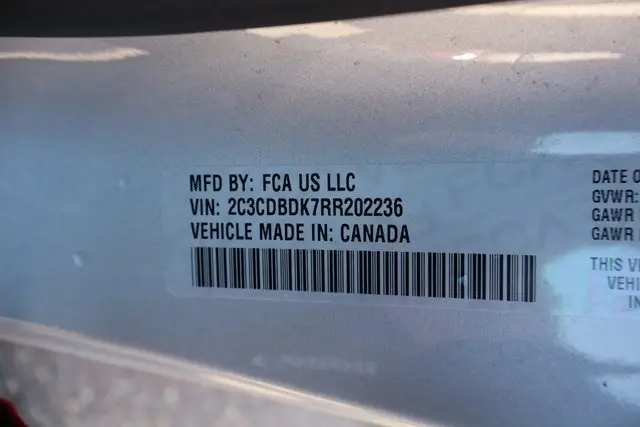 MFD BY: FCA US LLC
VIN: 2C3CDBDK7RR202236
VEHICLE MADE IN: CANADA
DATE O
GVWR:
GAWR
GAWR
THIS V
VEHI
IN